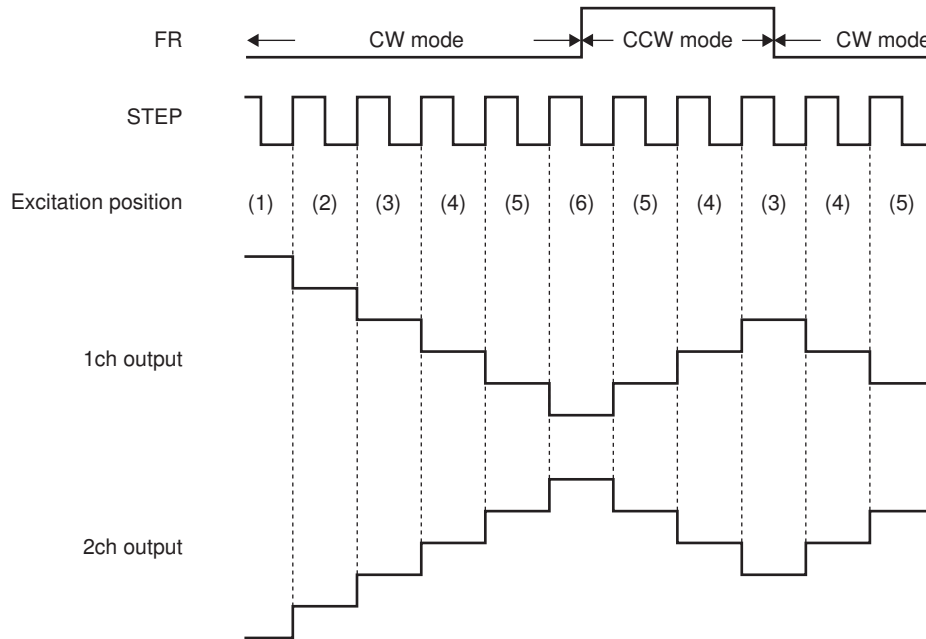 FR CW mode CCW mode CW mode
STEP
Excitation position (1) (2) (3) (4) (5) (6) (5) (4) (3) (4) (5)
1ch output
2ch output